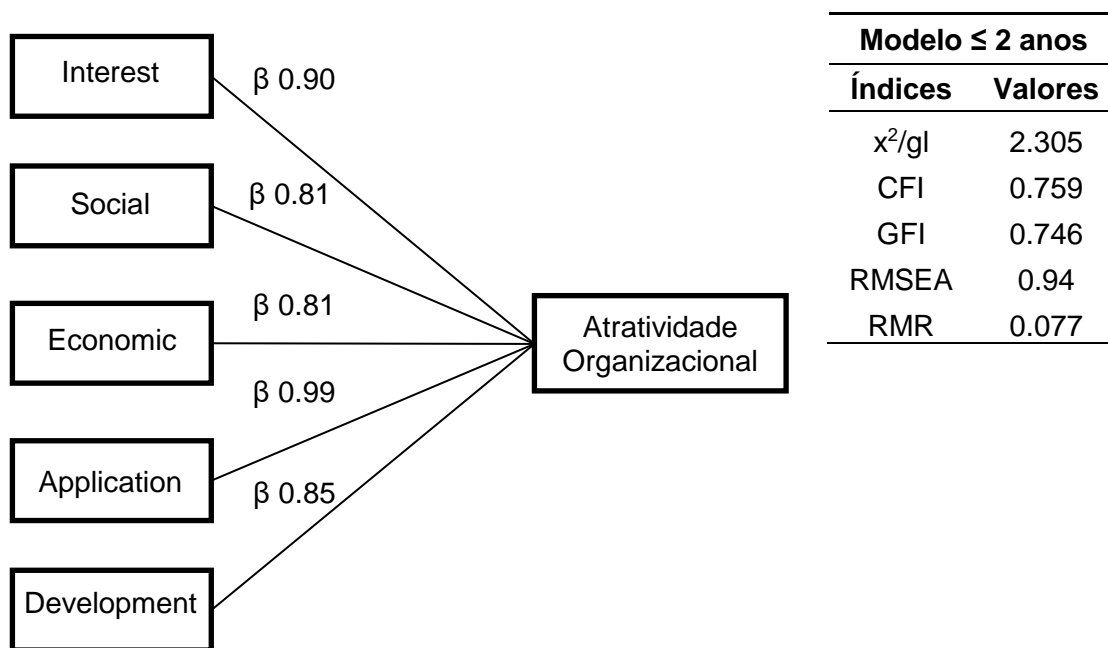 Interest
β 0.90
Social
β 0.81
Economic
β 0.81
Application
β 0.99
Development
β 0.85
Atratividade
Organizacional
Modelo ≤ 2 anos
Índices Valores
x²/gl 2.305
CFI 0.759
GFI 0.746
RMSEA 0.94
RMR 0.077